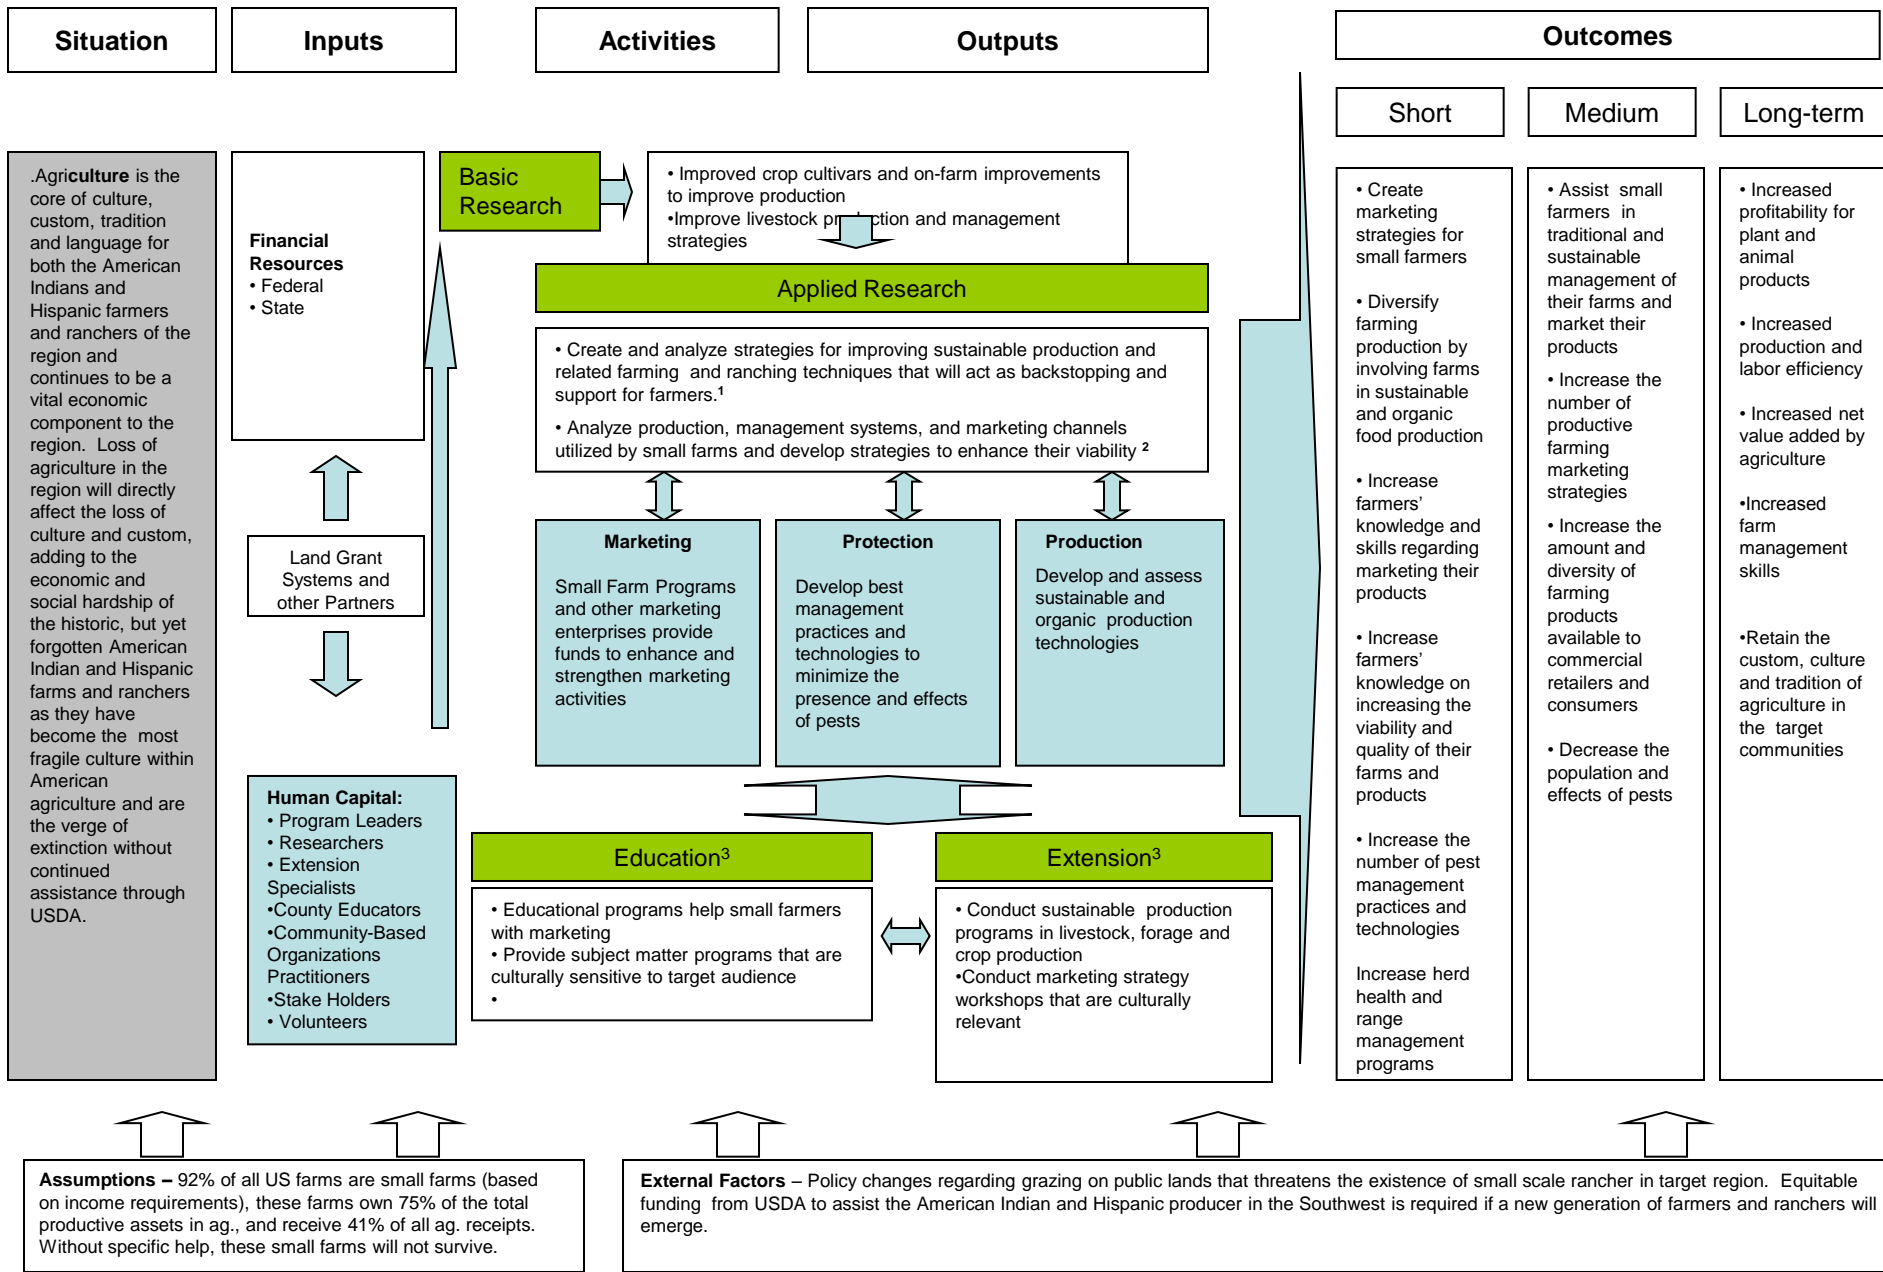 Situation
Inputs
Activities
Outputs
Outcomes
Short
Medium
Long-term
.Agriculture is the
core of culture,
custom, tradition
and language for
both the American
Indians and
Hispanic farmers
and ranchers of the
region and
continues to be a
vital economic
component to the
region. Loss of
agriculture in the
region will directly
affect the loss of
culture and custom,
adding to the
economic and
social hardship of
the historic, but yet
forgotten American
Indian and Hispanic
farms and ranchers
as they have
become the most
fragile culture within
American
agriculture and are
the verge of
extinction without
continued
assistance through
USDA.
Financial
Resources
• Federal
• State
Land Grant
Systems and
other Partners
Human Capital:
• Program Leaders
• Researchers
• Extension
Specialists
•County Educators
•Community-Based
Organizations
Practitioners
•Stake Holders
• Volunteers
Basic
Research
• Improved crop cultivars and on-farm improvements
to improve production
•Improve livestock production and management
strategies
Applied Research
• Create and analyze strategies for improving sustainable production and
related farming and ranching techniques that will act as backstopping and
support for farmers.1
• Analyze production, management systems, and marketing channels
utilized by small farms and develop strategies to enhance their viability 2
Marketing
Small Farm Programs
and other marketing
enterprises provide
funds to enhance and
strengthen marketing
activities
Protection
Develop best
management
practices and
technologies to
minimize the
presence and effects
of pests
Production
Develop and assess
sustainable and
organic production
technologies
Education3
• Educational programs help small farmers
with marketing
• Provide subject matter programs that are
culturally sensitive to target audience
•
Extension3
• Conduct sustainable production
programs in livestock, forage and
crop production
•Conduct marketing strategy
workshops that are culturally
relevant
• Create
marketing
strategies for
small farmers
• Diversify
farming
production by
involving farms
in sustainable
and organic
food production
• Increase
farmers’
knowledge and
skills regarding
marketing their
products
• Increase
farmers’
knowledge on
increasing the
viability and
quality of their
farms and
products
• Increase the
number of pest
management
practices and
technologies
Increase herd
health and
range
management
programs
• Assist small
farmers in
traditional and
sustainable
management of
their farms and
market their
products
• Increase the
number of
productive
farming
marketing
strategies
• Increase the
amount and
diversity of
farming
products
available to
commercial
retailers and
consumers
• Decrease the
population and
effects of pests
• Increased
profitability for
plant and
animal
products
• Increased
production and
labor efficiency
• Increased net
value added by
agriculture
•Increased
farm
management
skills
•Retain the
custom, culture
and tradition of
agriculture in
the target
communities
Assumptions – 92% of all US farms are small farms (based
on income requirements), these farms own 75% of the total
productive assets in ag., and receive 41% of all ag. receipts.
Without specific help, these small farms will not survive.
External Factors – Policy changes regarding grazing on public lands that threatens the existence of small scale rancher in target region. Equitable
funding from USDA to assist the American Indian and Hispanic producer in the Southwest is required if a new generation of farmers and ranchers will
emerge.